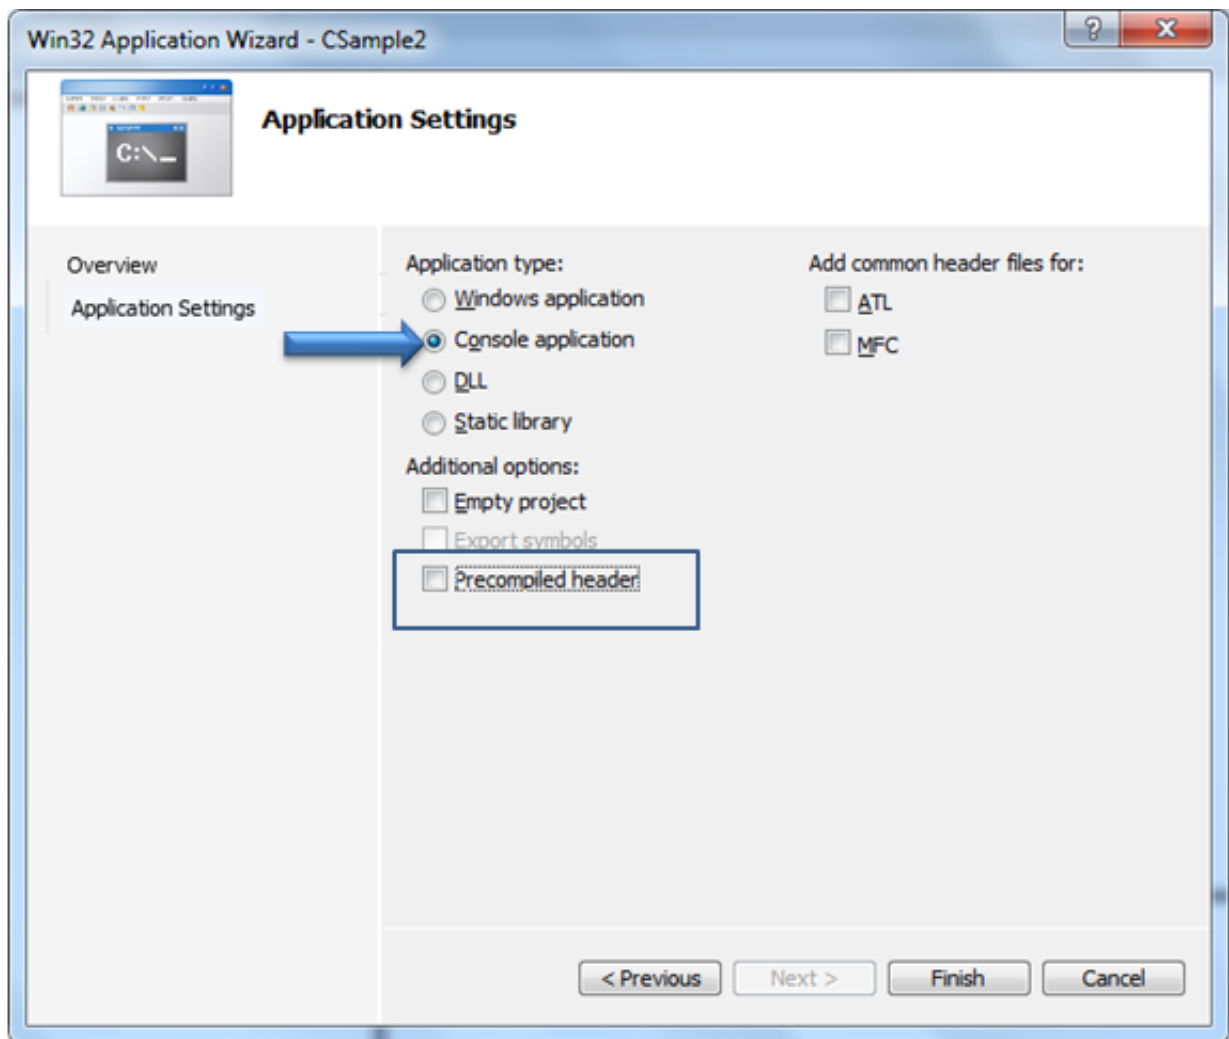 Win32 Application Wizard - CSample2
C:\_
Application Settings
Overview
Application Settings
Application type:
Windows application
Console application
DLL
Static library
Additional options:
Empty project
Export symbols
Precompiled header
Add common header files for:
ATL
MFC
< Previous
Next >
Finish
Cancel